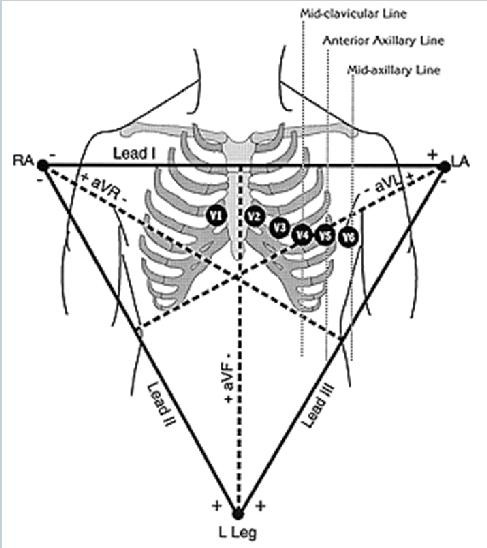 Mid-clavicular Line
Anterior Axillary Line
Mid-axillary Line
RA - Lead I + LA
- + aVR - - aVL + -
V1 V2 V3 V4 V5 V6
+ aVF -
Lead II
Lead III
+ +
L Leg